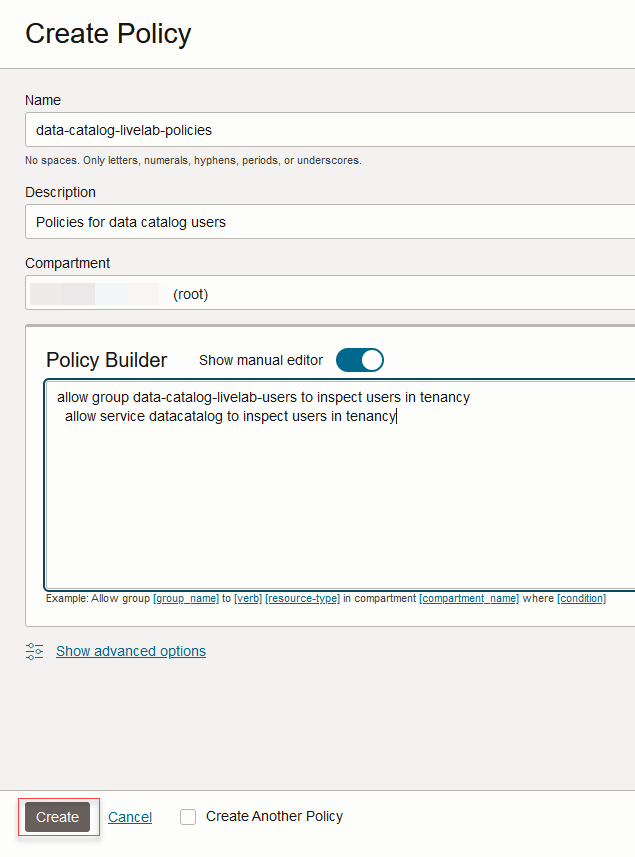 Create Policy
Name
data-catalog-livelab-policies
No spaces. Only letters, numerals, hyphens, periods, or underscores.
Description
Policies for data catalog users
Compartment
(root)
Policy Builder Show manual editor
allow group data-catalog-livelab-users to inspect users in tenancy
allow service datacatalog to inspect users in tenancy
Example: Allow group [group_name] to [verb] [resource-type] in compartment [compartment_name] where [condition]
Show advanced options
Create Cancel Create Another Policy